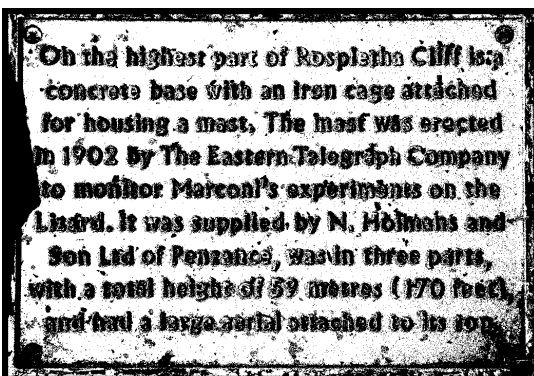 On the highest part of Rospletha Cliff is a
concrete base with an iron cage attached
for housing a mast. The mast was erected
in 1902 by The Eastern Telegraph Company
to monitor Marconi's experiments on the
Lizard. It was supplied by N. Holmans and
Son Ltd of Penzance, was in three parts,
with a total height of 59 metres (170 feet),
and had a large aerial attached to its top.